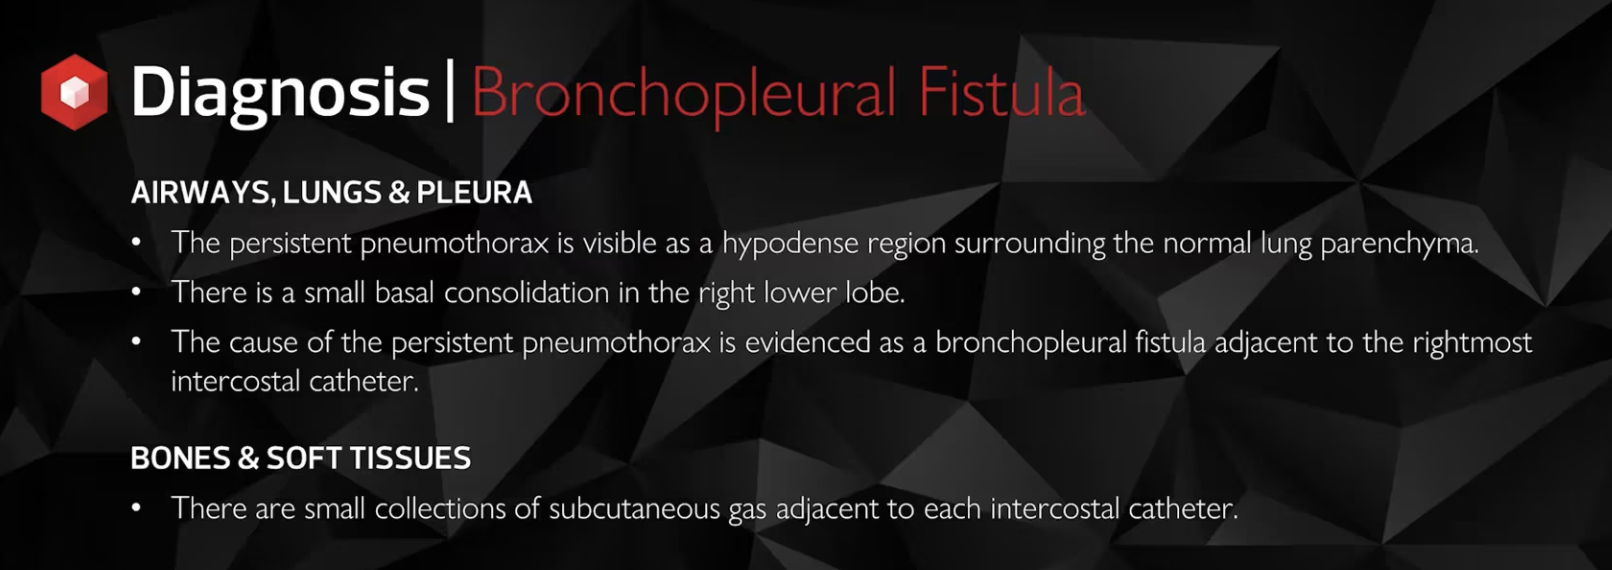 Diagnosis | Bronchopleural Fistula
AIRWAYS, LUNGS & PLEURA
• The persistent pneumothorax is visible as a hypodense region surrounding the normal lung parenchyma.
• There is a small basal consolidation in the right lower lobe.
• The cause of the persistent pneumothorax is evidenced as a bronchopleural fistula adjacent to the rightmost
intercostal catheter.
BONES & SOFT TISSUES
• There are small collections of subcutaneous gas adjacent to each intercostal catheter.